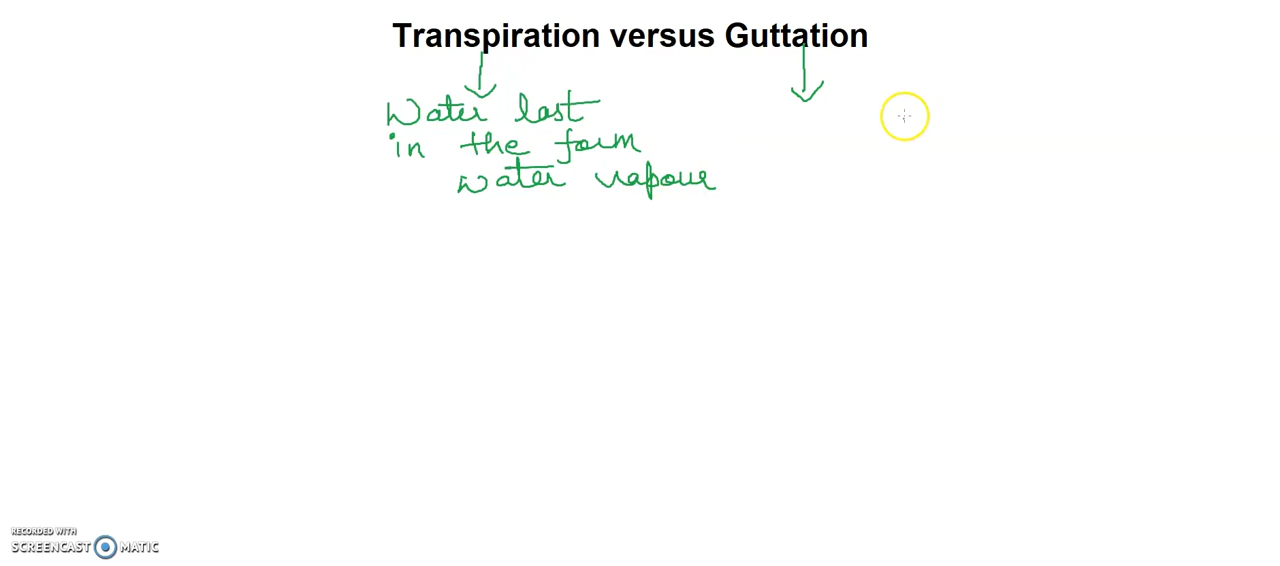 Transpiration versus Guttation
Water lost
in the form
water vapour
RECORDED WITH
SCREENCAST MATIC